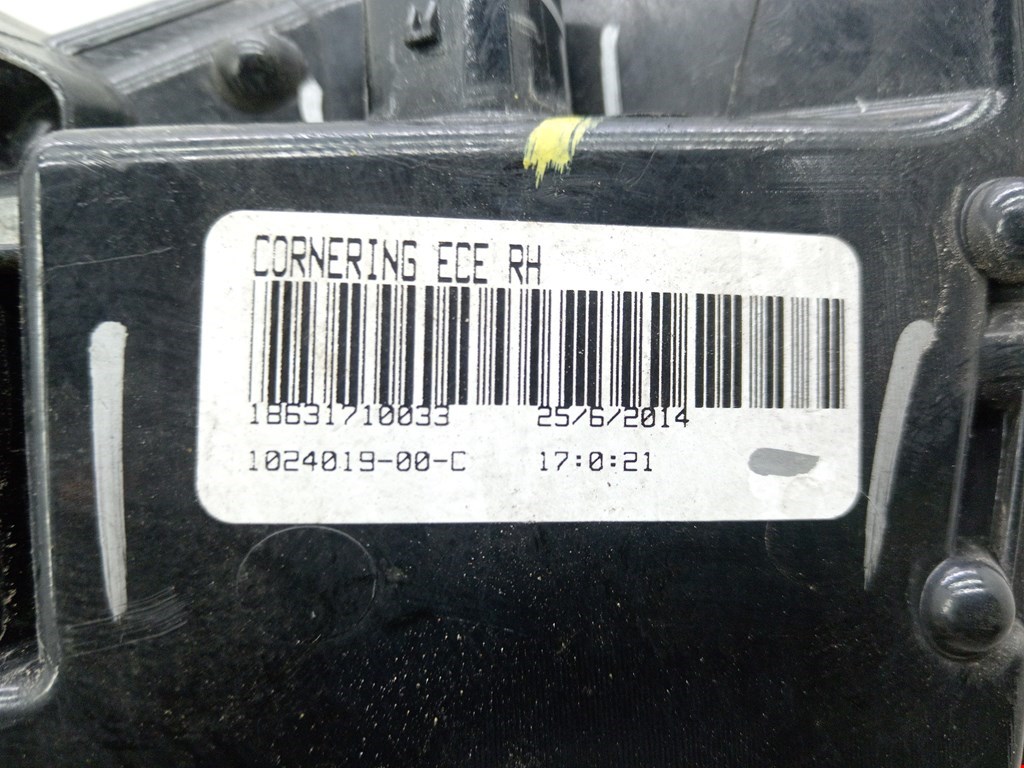 CORNERING ECE RH
18631710033 25/6/2014
1024019-00-C 17:0:21